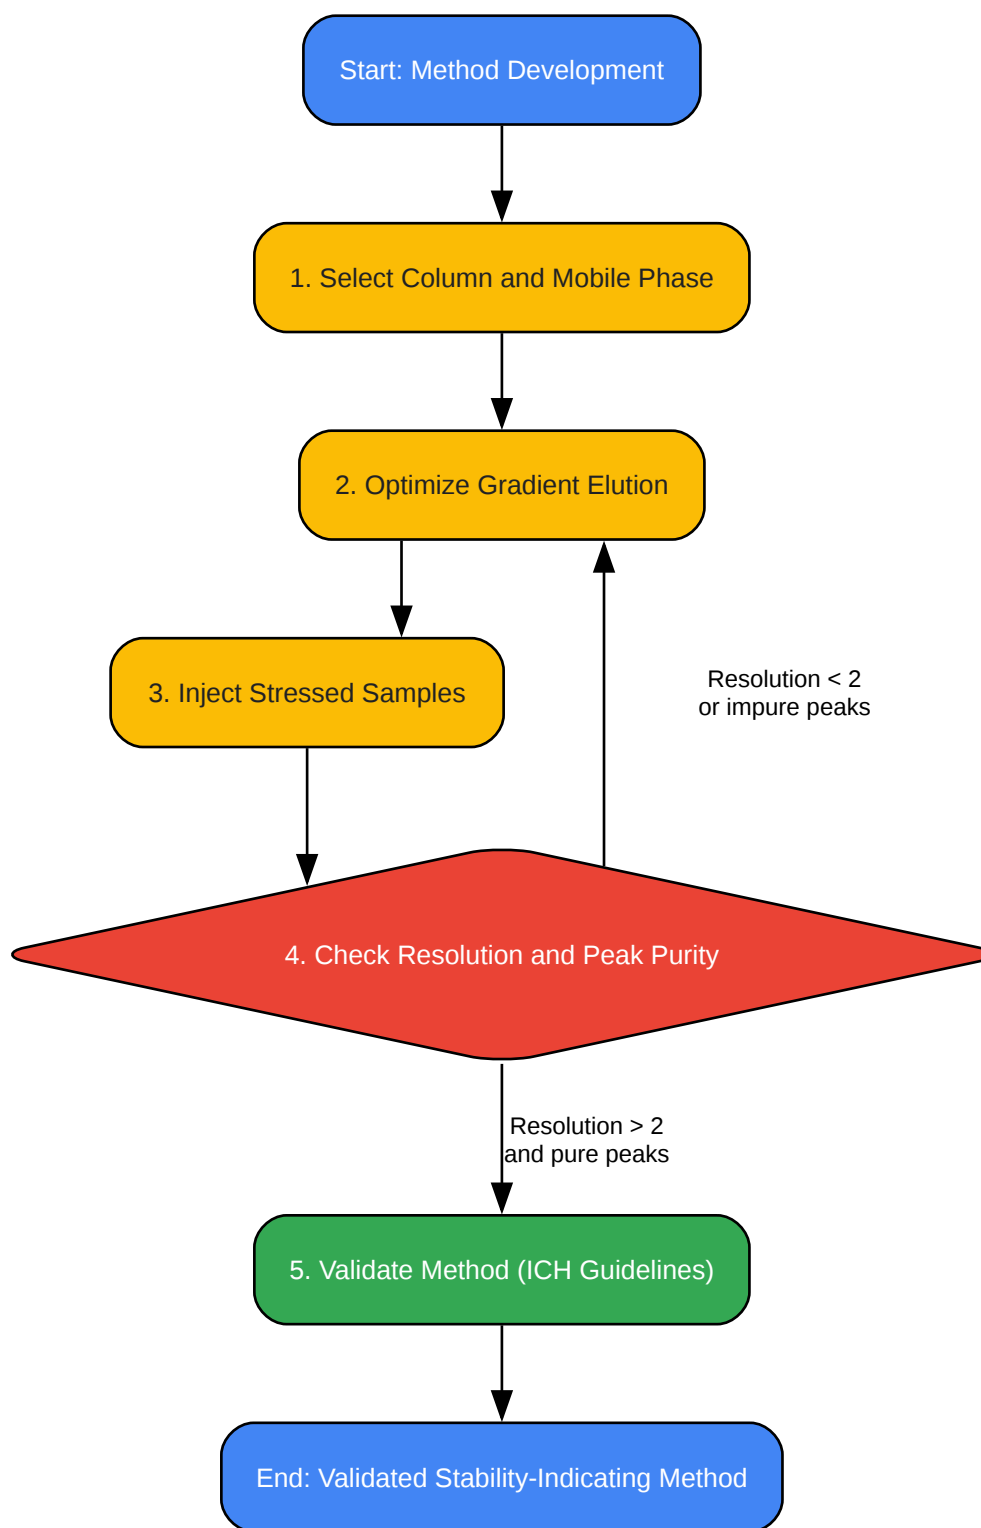 Start: Method Development
1. Select Column and Mobile Phase
2. Optimize Gradient Elution
3. Inject Stressed Samples
Resolution < 2
or impure peaks
4. Check Resolution and Peak Purity
Resolution > 2
and pure peaks
5. Validate Method (ICH Guidelines)
End: Validated Stability-Indicating Method